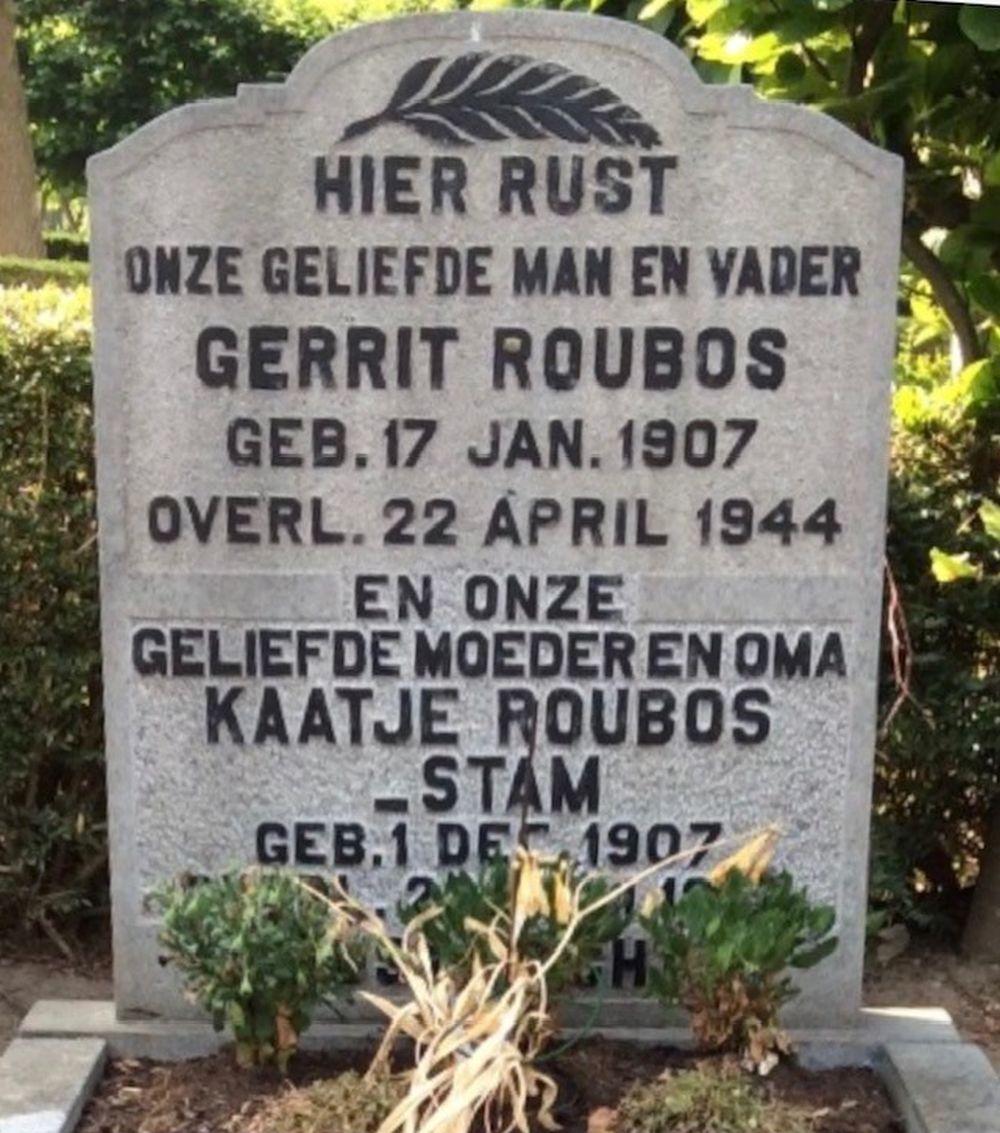 HIER RUST
ONZE GELIEFDE MAN EN VADER
GERRIT ROUBOS
GEB. 17 JAN. 1907
OVERL. 22 APRIL 1944
EN ONZE
GELIEFDE MOEDER EN OMA
KAATJE ROUBOS
– STAM
GEB. 1 DEC. 1907